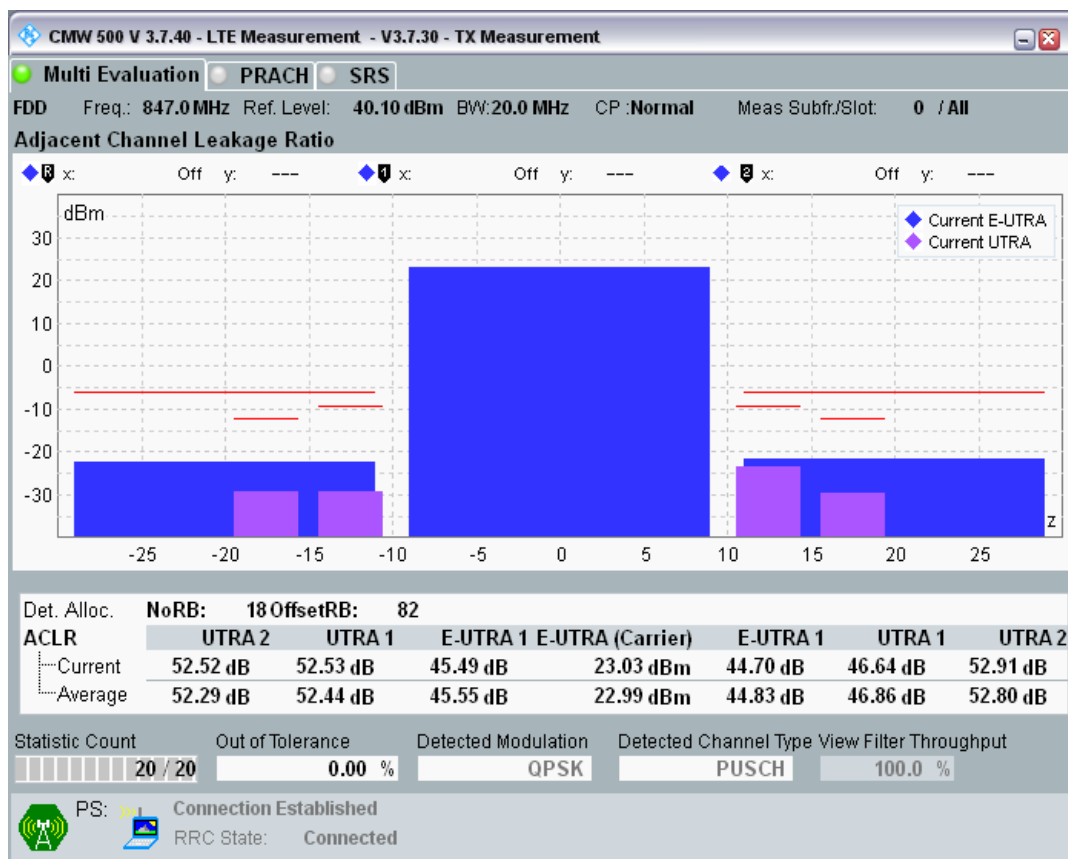 CMW 500 V 3.7.40 - LTE Measurement - V3.7.30 - TX Measurement
Multi Evaluation PRACH SRS
FDD Freq.: 847.0 MHz Ref. Level: 40.10 dBm BW:20.0 MHz CP :Normal Meas Subfr./Slot: 0 / All
Adjacent Channel Leakage Ratio
R x: Off y: --- 1 x: Off y: --- 2 x: Off y: ---
dBm
Current E-UTRA
Current UTRA
30
20
10
0
-10
-20
-30
z
-25 -20 -15 -10 -5 0 5 10 15 20 25
Det. Alloc. NoRB: 18 OffsetRB: 82
ACLR UTRA 2 UTRA 1 E-UTRA 1 E-UTRA (Carrier) E-UTRA 1 UTRA 1 UTRA 2
Current 52.52 dB 52.53 dB 45.49 dB 23.03 dBm 44.70 dB 46.64 dB 52.91 dB
Average 52.29 dB 52.44 dB 45.55 dB 22.99 dBm 44.83 dB 46.86 dB 52.80 dB
Statistic Count Out of Tolerance Detected Modulation Detected Channel Type View Filter Throughput
20 / 20 0.00 % QPSK PUSCH 100.0 %
PS: Connection Established
RRC State: Connected